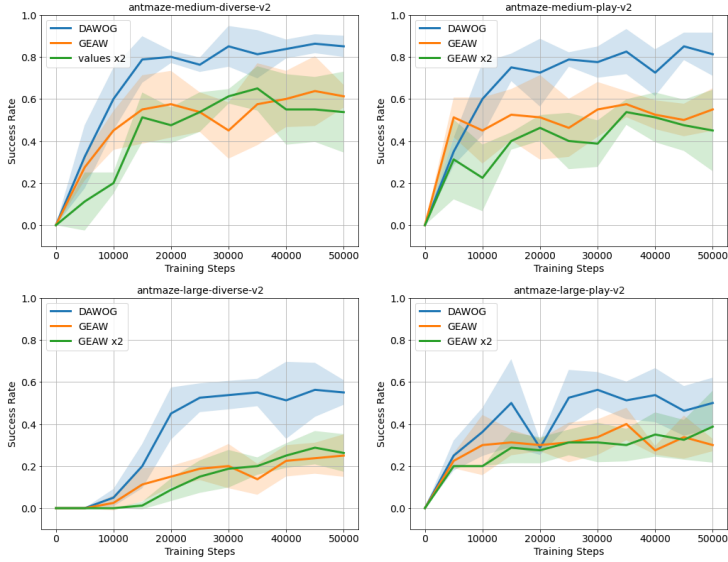 antmaze-medium-diverse-v2
DAWOG
GEAW
values x2
Success Rate
1.0
0.8
0.6
0.4
0.2
0.0
0 10000 20000 30000 40000 50000
Training Steps
antmaze-medium-play-v2
DAWOG
GEAW
GEAW x2
Success Rate
1.0
0.8
0.6
0.4
0.2
0.0
0 10000 20000 30000 40000 50000
Training Steps
antmaze-large-diverse-v2
DAWOG
GEAW
GEAW x2
Success Rate
1.0
0.8
0.6
0.4
0.2
0.0
0 10000 20000 30000 40000 50000
Training Steps
antmaze-large-play-v2
DAWOG
GEAW
GEAW x2
Success Rate
1.0
0.8
0.6
0.4
0.2
0.0
0 10000 20000 30000 40000 50000
Training Steps